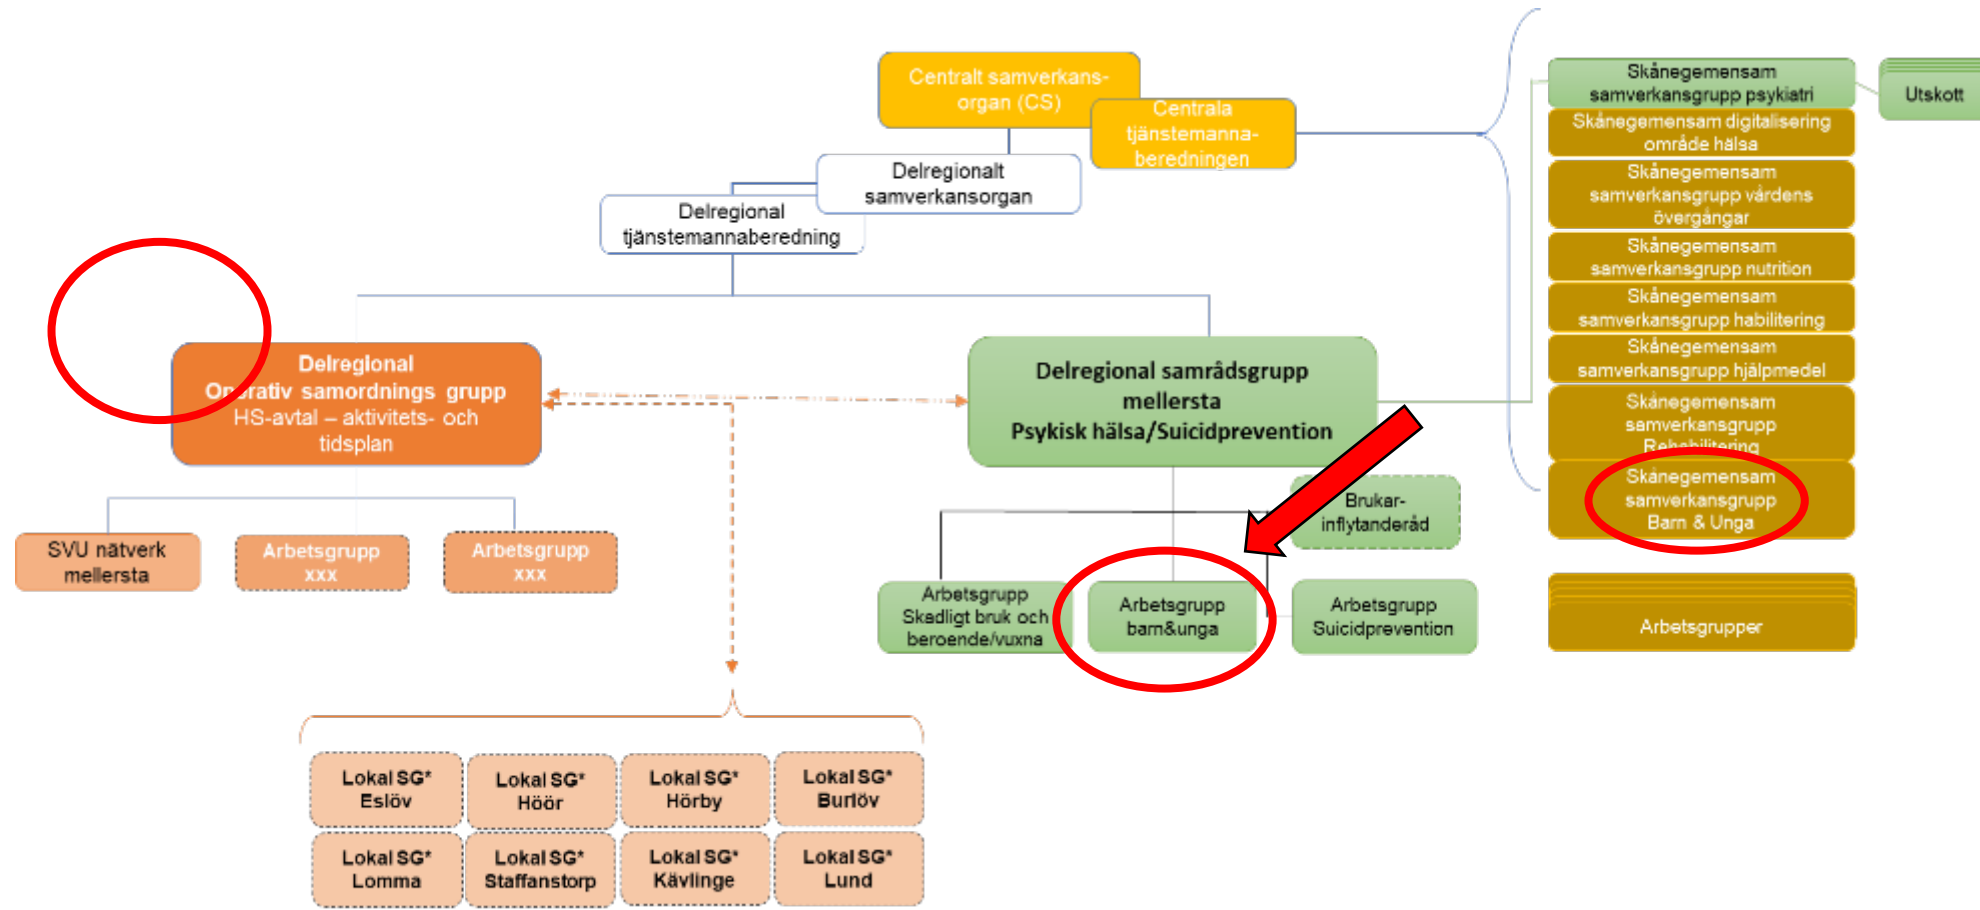 Centralt samverkans-
organ (CS)
Centrala
tjänstemanna-
beredningen
Delregionalt
samverkansorgan
Delregional
tjänstemannaberedning
Skånegemensam
samverkansgrupp psykiatri
Utskott
Skånegemensam digitalisering
område hälsa
Skånegemensam
samverkansgrupp vårdens
övergångar
Skånegemensam
samverkansgrupp nutrition
Skånegemensam
samverkansgrupp habilitering
Skånegemensam
samverkansgrupp hjälpmedel
Skånegemensam
samverkansgrupp
Rehabilitering
Skånegemensam
samverkansgrupp
Barn & Unga
Arbetsgrupper
Delregional
Operativ samordnings grupp
HS-avtal – aktivitets- och
tidsplan
Delregional samrådsgrupp
mellersta
Psykisk hälsa/Suicidprevention
Brukar-
inflytanderåd
SVU nätverk
mellersta
Arbetsgrupp
xxx
Arbetsgrupp
xxx
Arbetsgrupp
Skadligt bruk och
beroende/vuxna
Arbetsgrupp
barn&unga
Arbetsgrupp
Suicidprevention
Lokal SG*
Eslöv
Lokal SG*
Höör
Lokal SG*
Hörby
Lokal SG*
Burlöv
Lokal SG*
Lomma
Lokal SG*
Staffanstorp
Lokal SG*
Kävlinge
Lokal SG*
Lund